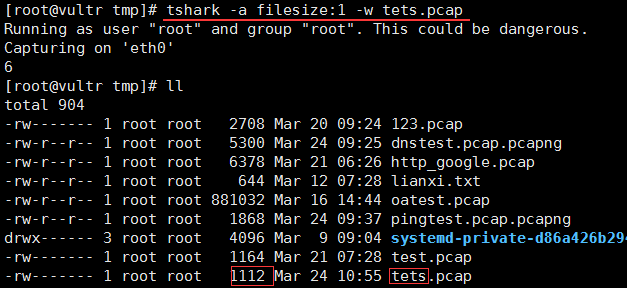 [root@vultr tmp]# tshark -a filesize:1 -w tets.pcap
Running as user "root" and group "root". This could be dangerous.
Capturing on 'eth0'
6
[root@vultr tmp]# ll
total 904
-rw------- 1 root root   2708 Mar 20 09:24 123.pcap
-rw-r--r-- 1 root root   5300 Mar 24 09:25 dnstest.pcap.pcapng
-rw-r--r-- 1 root root   6378 Mar 21 06:26 http_google.pcap
-rw-r--r-- 1 root root    644 Mar 12 07:28 lianxi.txt
-rw-r--r-- 1 root root 881032 Mar 16 14:44 oatest.pcap
-rw-r--r-- 1 root root   1868 Mar 24 09:37 pingtest.pcap.pcapng
drwx------ 3 root root   4096 Mar  9 09:04 systemd-private-d86a426b294
-rw------- 1 root root   1164 Mar 21 07:28 test.pcap
-rw------- 1 root root   1112 Mar 24 10:55 tets.pcap